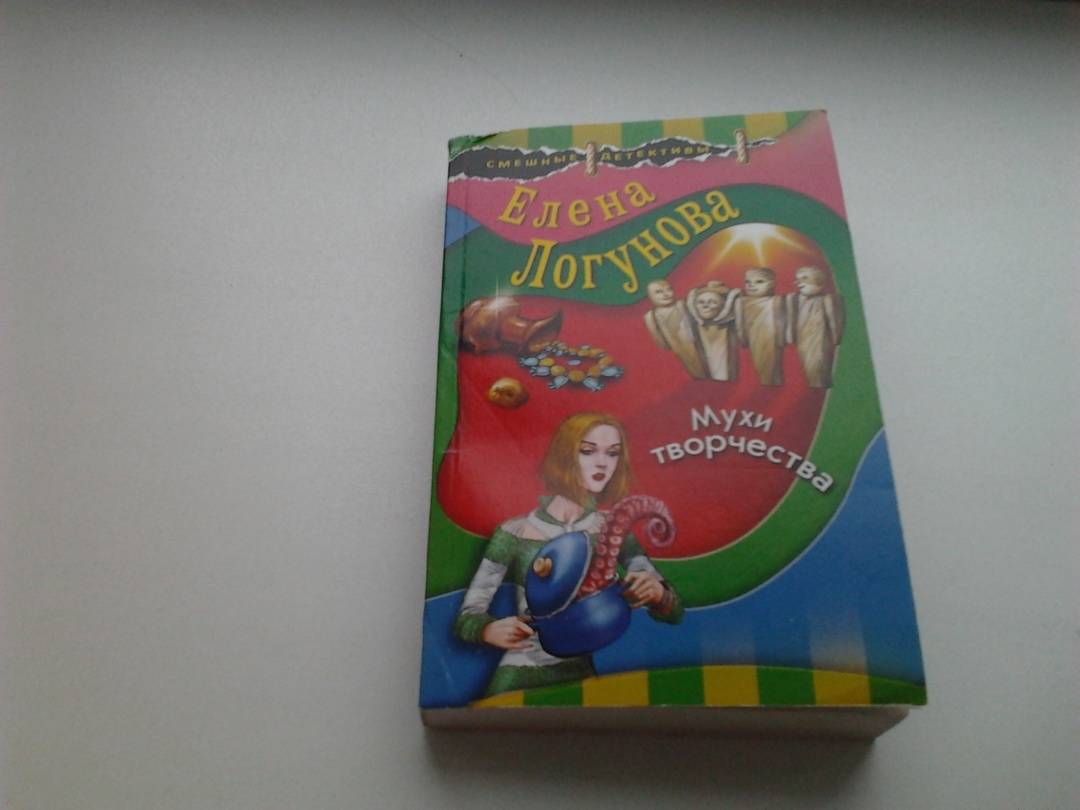 СМЕШНЫЕ ДЕТЕКТИВЫ
Елена
Логунова
Мухи
творчества